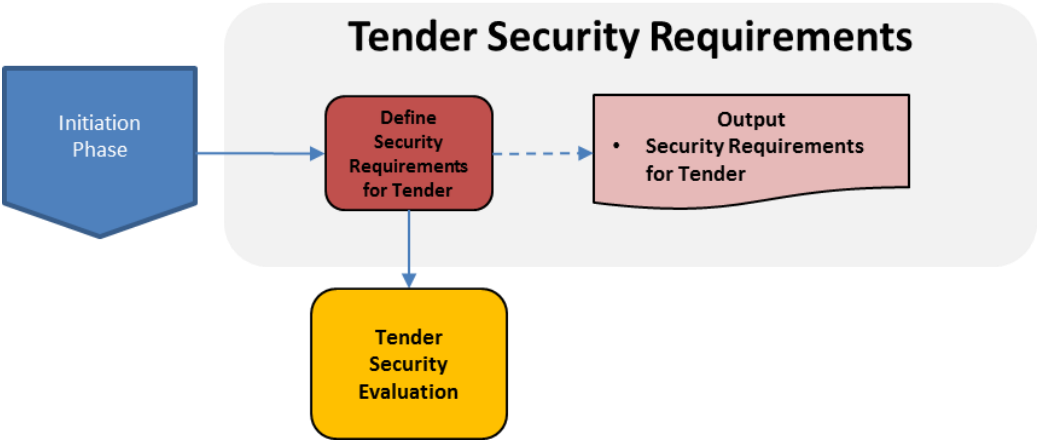 Tender Security Requirements
Initiation
Phase
Define
Security
Requirements
for Tender
Output
• Security Requirements
for Tender
Tender
Security
Evaluation